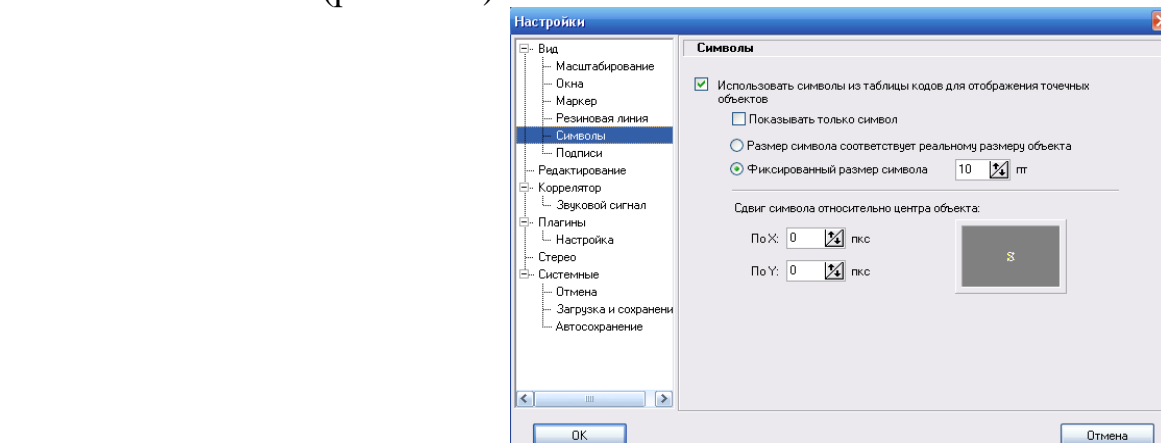 Настройки
Вид
Масштабирование
Окна
Маркер
Резиновая линия
Символы
Подписи
Редактирование
Коррелятор
Звуковой сигнал
Плагины
Настройка
Стерео
Системные
Отмена
Загрузка и сохранени
Автосохранение
Символы
Использовать символы из таблицы кодов для отображения точечных
объектов
Показывать только символ
Размер символа соответствует реальному размеру объекта
Фиксированный размер символа 10 пт
Сдвиг символа относительно центра объекта:
По X: 0 пкс
По Y: 0 пкс
S
OK
Отмена